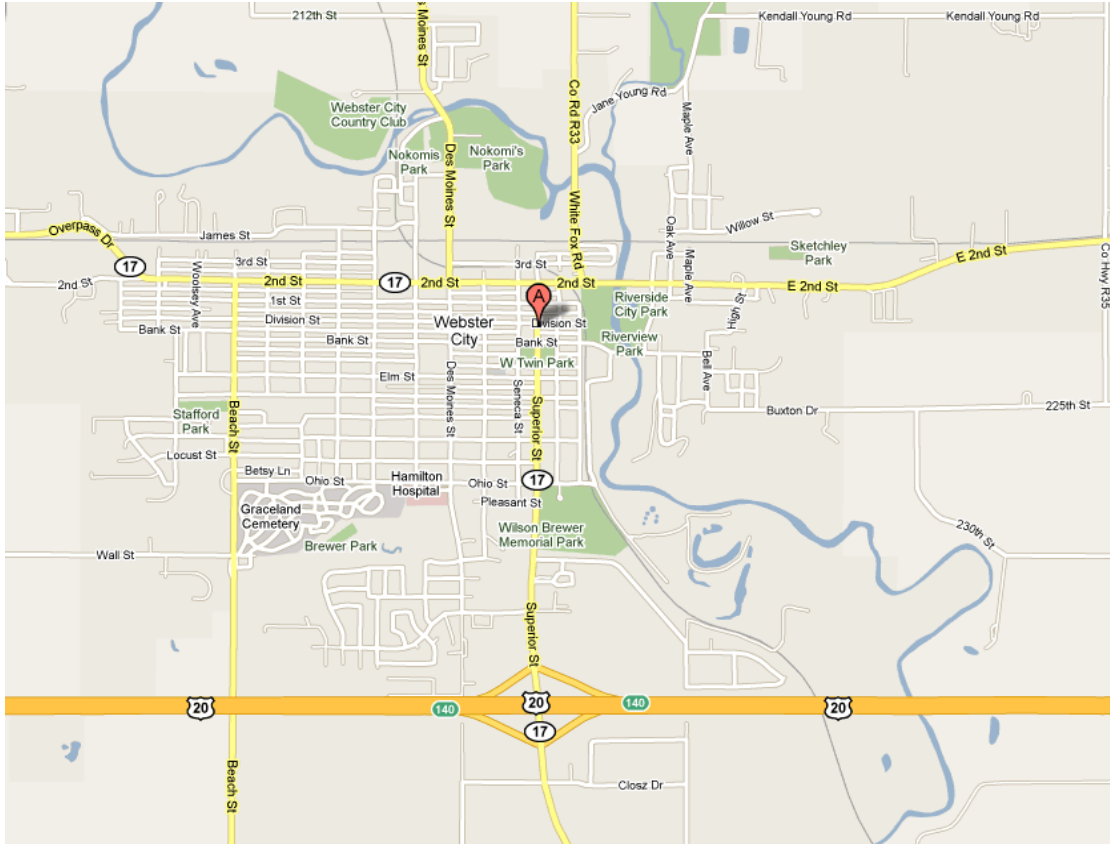 212th St
s Moines St
Kendall Young Rd
Kendall Young Rd
Co Rd R33
Jane Young Rd
Webster City
Country Club
Maple Ave
Nokomis
Park
Nokomi's
Park
Des Moines St
White Fox Rd
Willow St
Oak Ave
Maple Ave
Overpass Dr
James St
Sketchley
Park
E 2nd St
Co Hwy R35
17
3rd St
3rd St
2nd St
Woolsey Ave
2nd St
17
2nd St
2nd St
E 2nd St
A
1st St
Riverside
City Park
High St
Division St
Webster
City
Division St
Bank St
Bank St
Bank St
Riverview
Park
W Twin Park
Bell Ave
Elm St
Des Moines St
Seneca St
Superior St
Beach St
Stafford
Park
Buxton Dr
225th St
Locust St
Betsy Ln
Ohio St
Hamilton
Hospital
Ohio St
17
Pleasant St
Graceland
Cemetery
Wilson Brewer
Memorial Park
230th St
Brewer Park
Wall St
Superior St
20
140
20
140
20
17
Beach St
Closz Dr